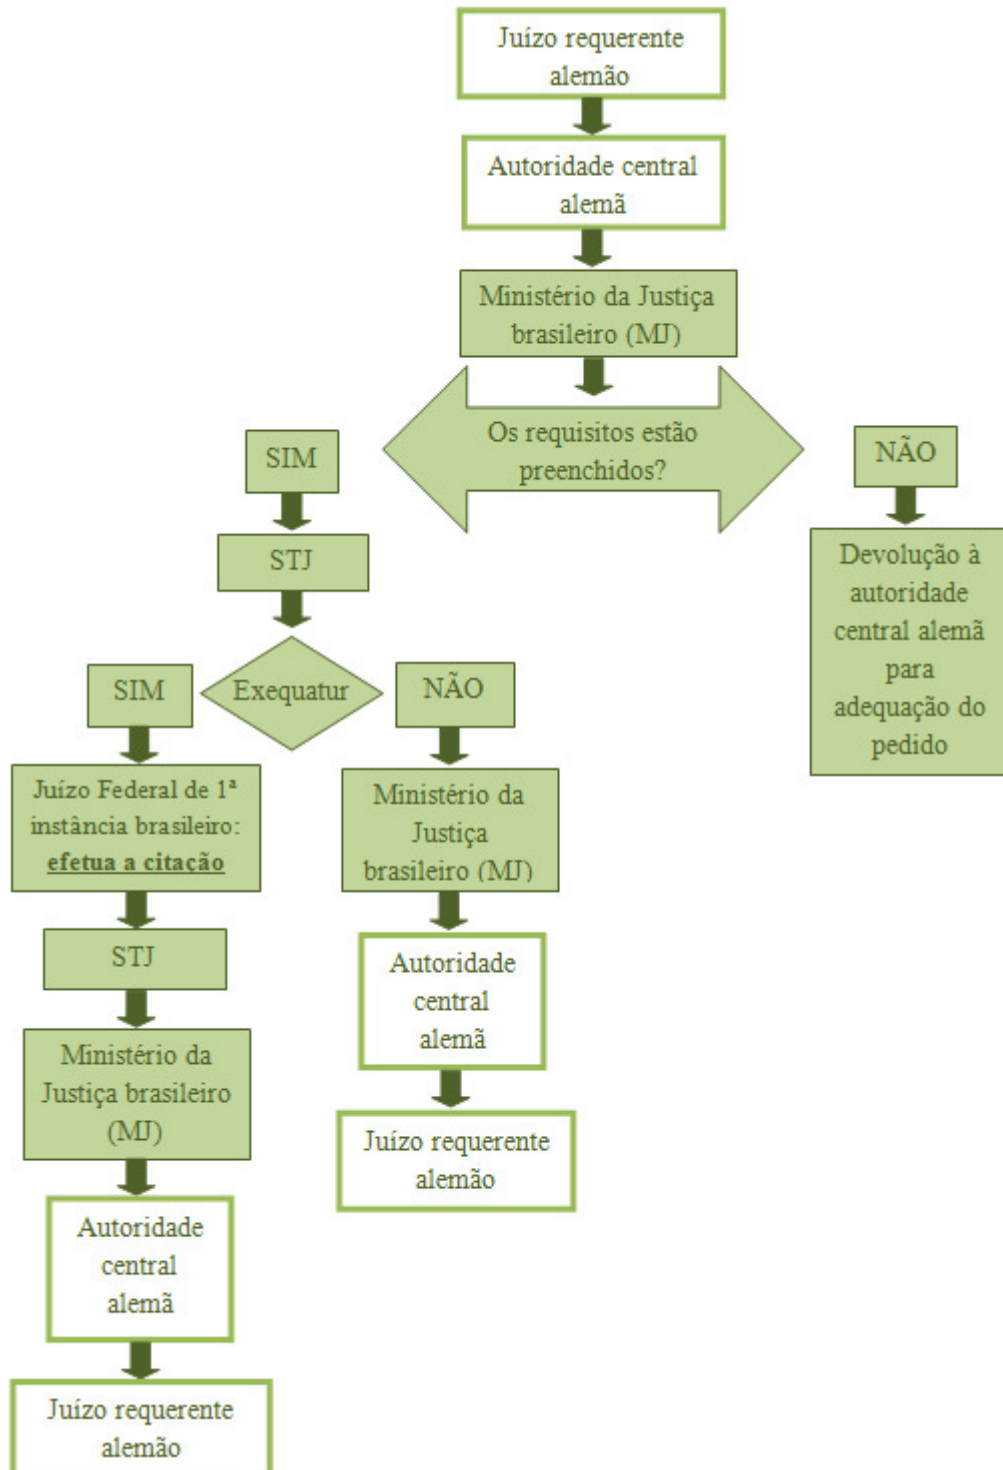 Juízo requerente
alemão
Autoridade central
alemã
Ministério da Justiça
brasileiro (MJ)
Os requisitos estão
preenchidos?
SIM
NÃO
STJ
Devolução à
autoridade
central alemã
para
adequação do
pedido
Exequatur
SIM
NÃO
Juízo Federal de 1ª
instância brasileiro:
efetua a citação
Ministério da
Justiça
brasileiro (MJ)
STJ
Autoridade
central
alemã
Ministério da
Justiça brasileiro
(MJ)
Juízo requerente
alemão
Autoridade
central
alemã
Juízo requerente
alemão